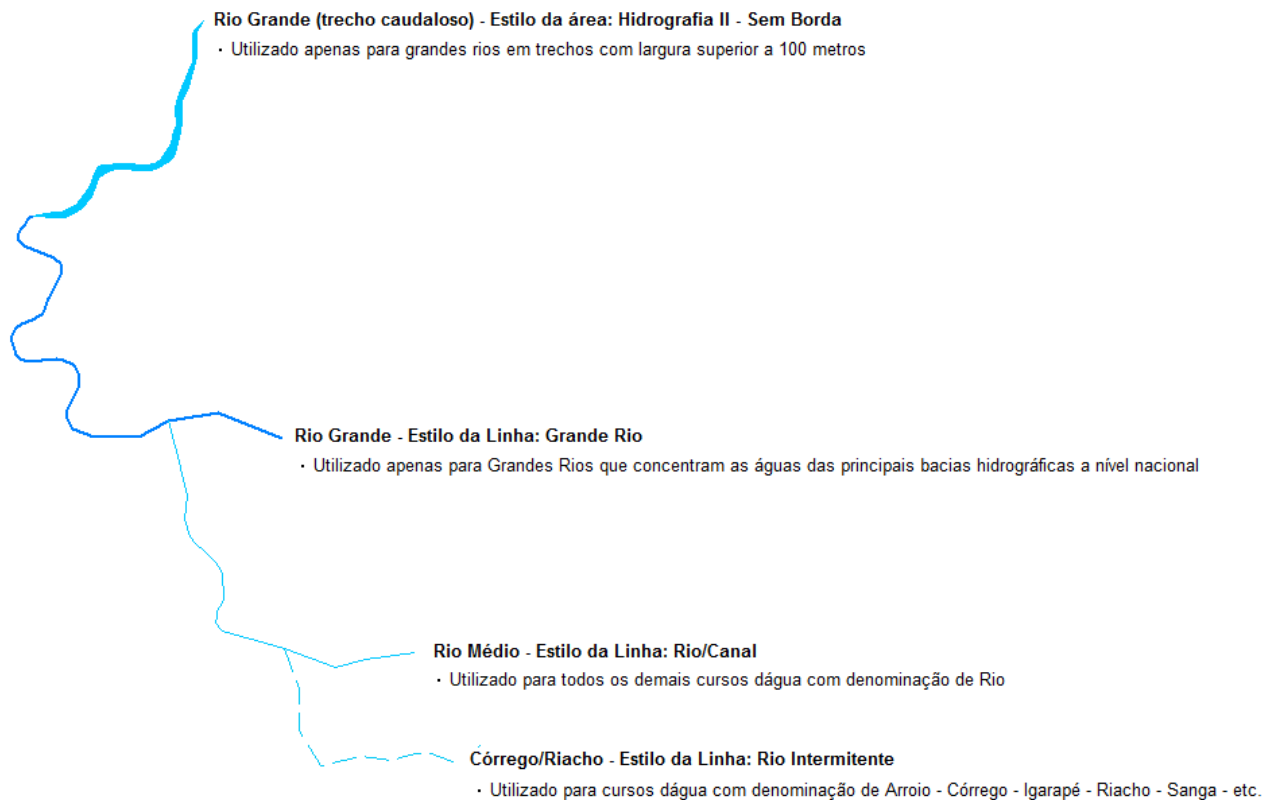 Rio Grande (trecho caudaloso) - Estilo da área: Hidrografia II - Sem Borda
· Utilizado apenas para grandes rios em trechos com largura superior a 100 metros
Rio Grande - Estilo da Linha: Grande Rio
· Utilizado apenas para Grandes Rios que concentram as águas das principais bacias hidrográficas a nível nacional
Rio Médio - Estilo da Linha: Rio/Canal
· Utilizado para todos os demais cursos dágua com denominação de Rio
Córrego/Riacho - Estilo da Linha: Rio Intermitente
· Utilizado para cursos dágua com denominação de Arroio - Córrego - Igarapé - Riacho - Sanga - etc.